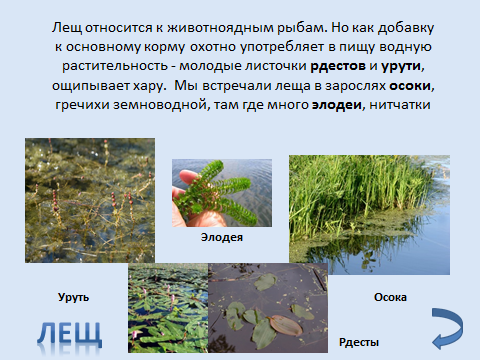 Лещ относится к животноядным рыбам. Но как добавку
к основному корму охотно употребляет в пищу водную
растительность - молодые листочки рдестов и урути,
ощипывает хару.  Мы встречали леща в зарослях осоки,
гречихи земноводной, там где много элодеи, нитчатки
Элодея
Уруть
Осока
Рдесты
ЛЕЩ